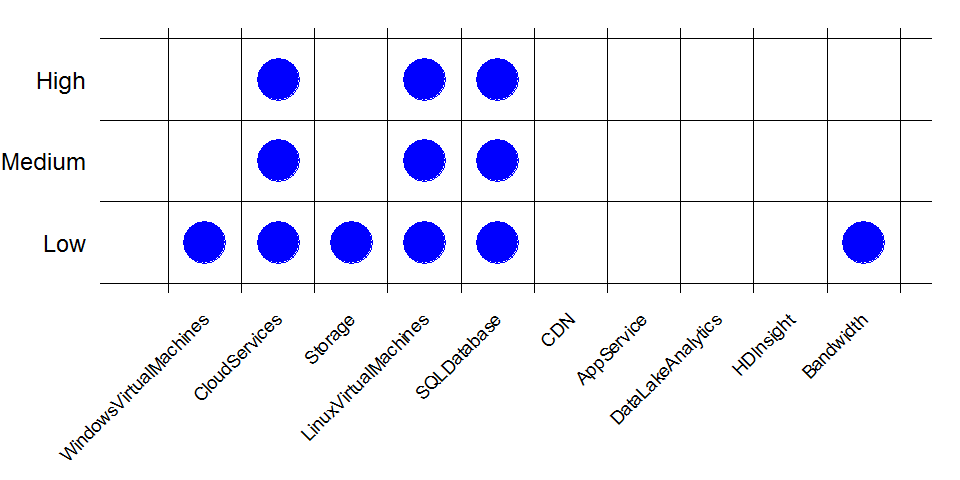 High
Medium
Low
WindowsVirtualMachines
CloudServices
Storage
LinuxVirtualMachines
SQLDatabase
CDN
AppService
DataLakeAnalytics
HDInsight
Bandwidth